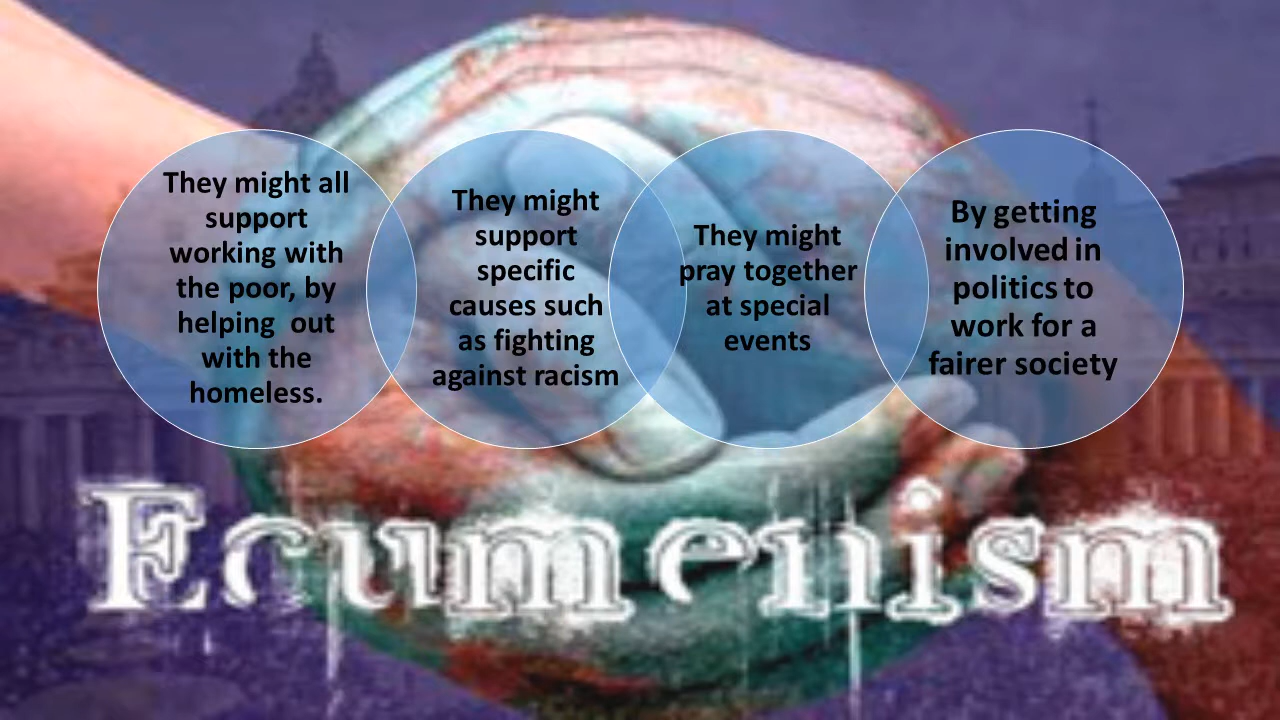 They might all
support
working with
the poor, by
helping out
with the
homeless.
They might
support
specific
causes such
as fighting
against racism
They might
pray together
at special
events
By getting
involved in
politics to
work for a
fairer society
Ecumenism